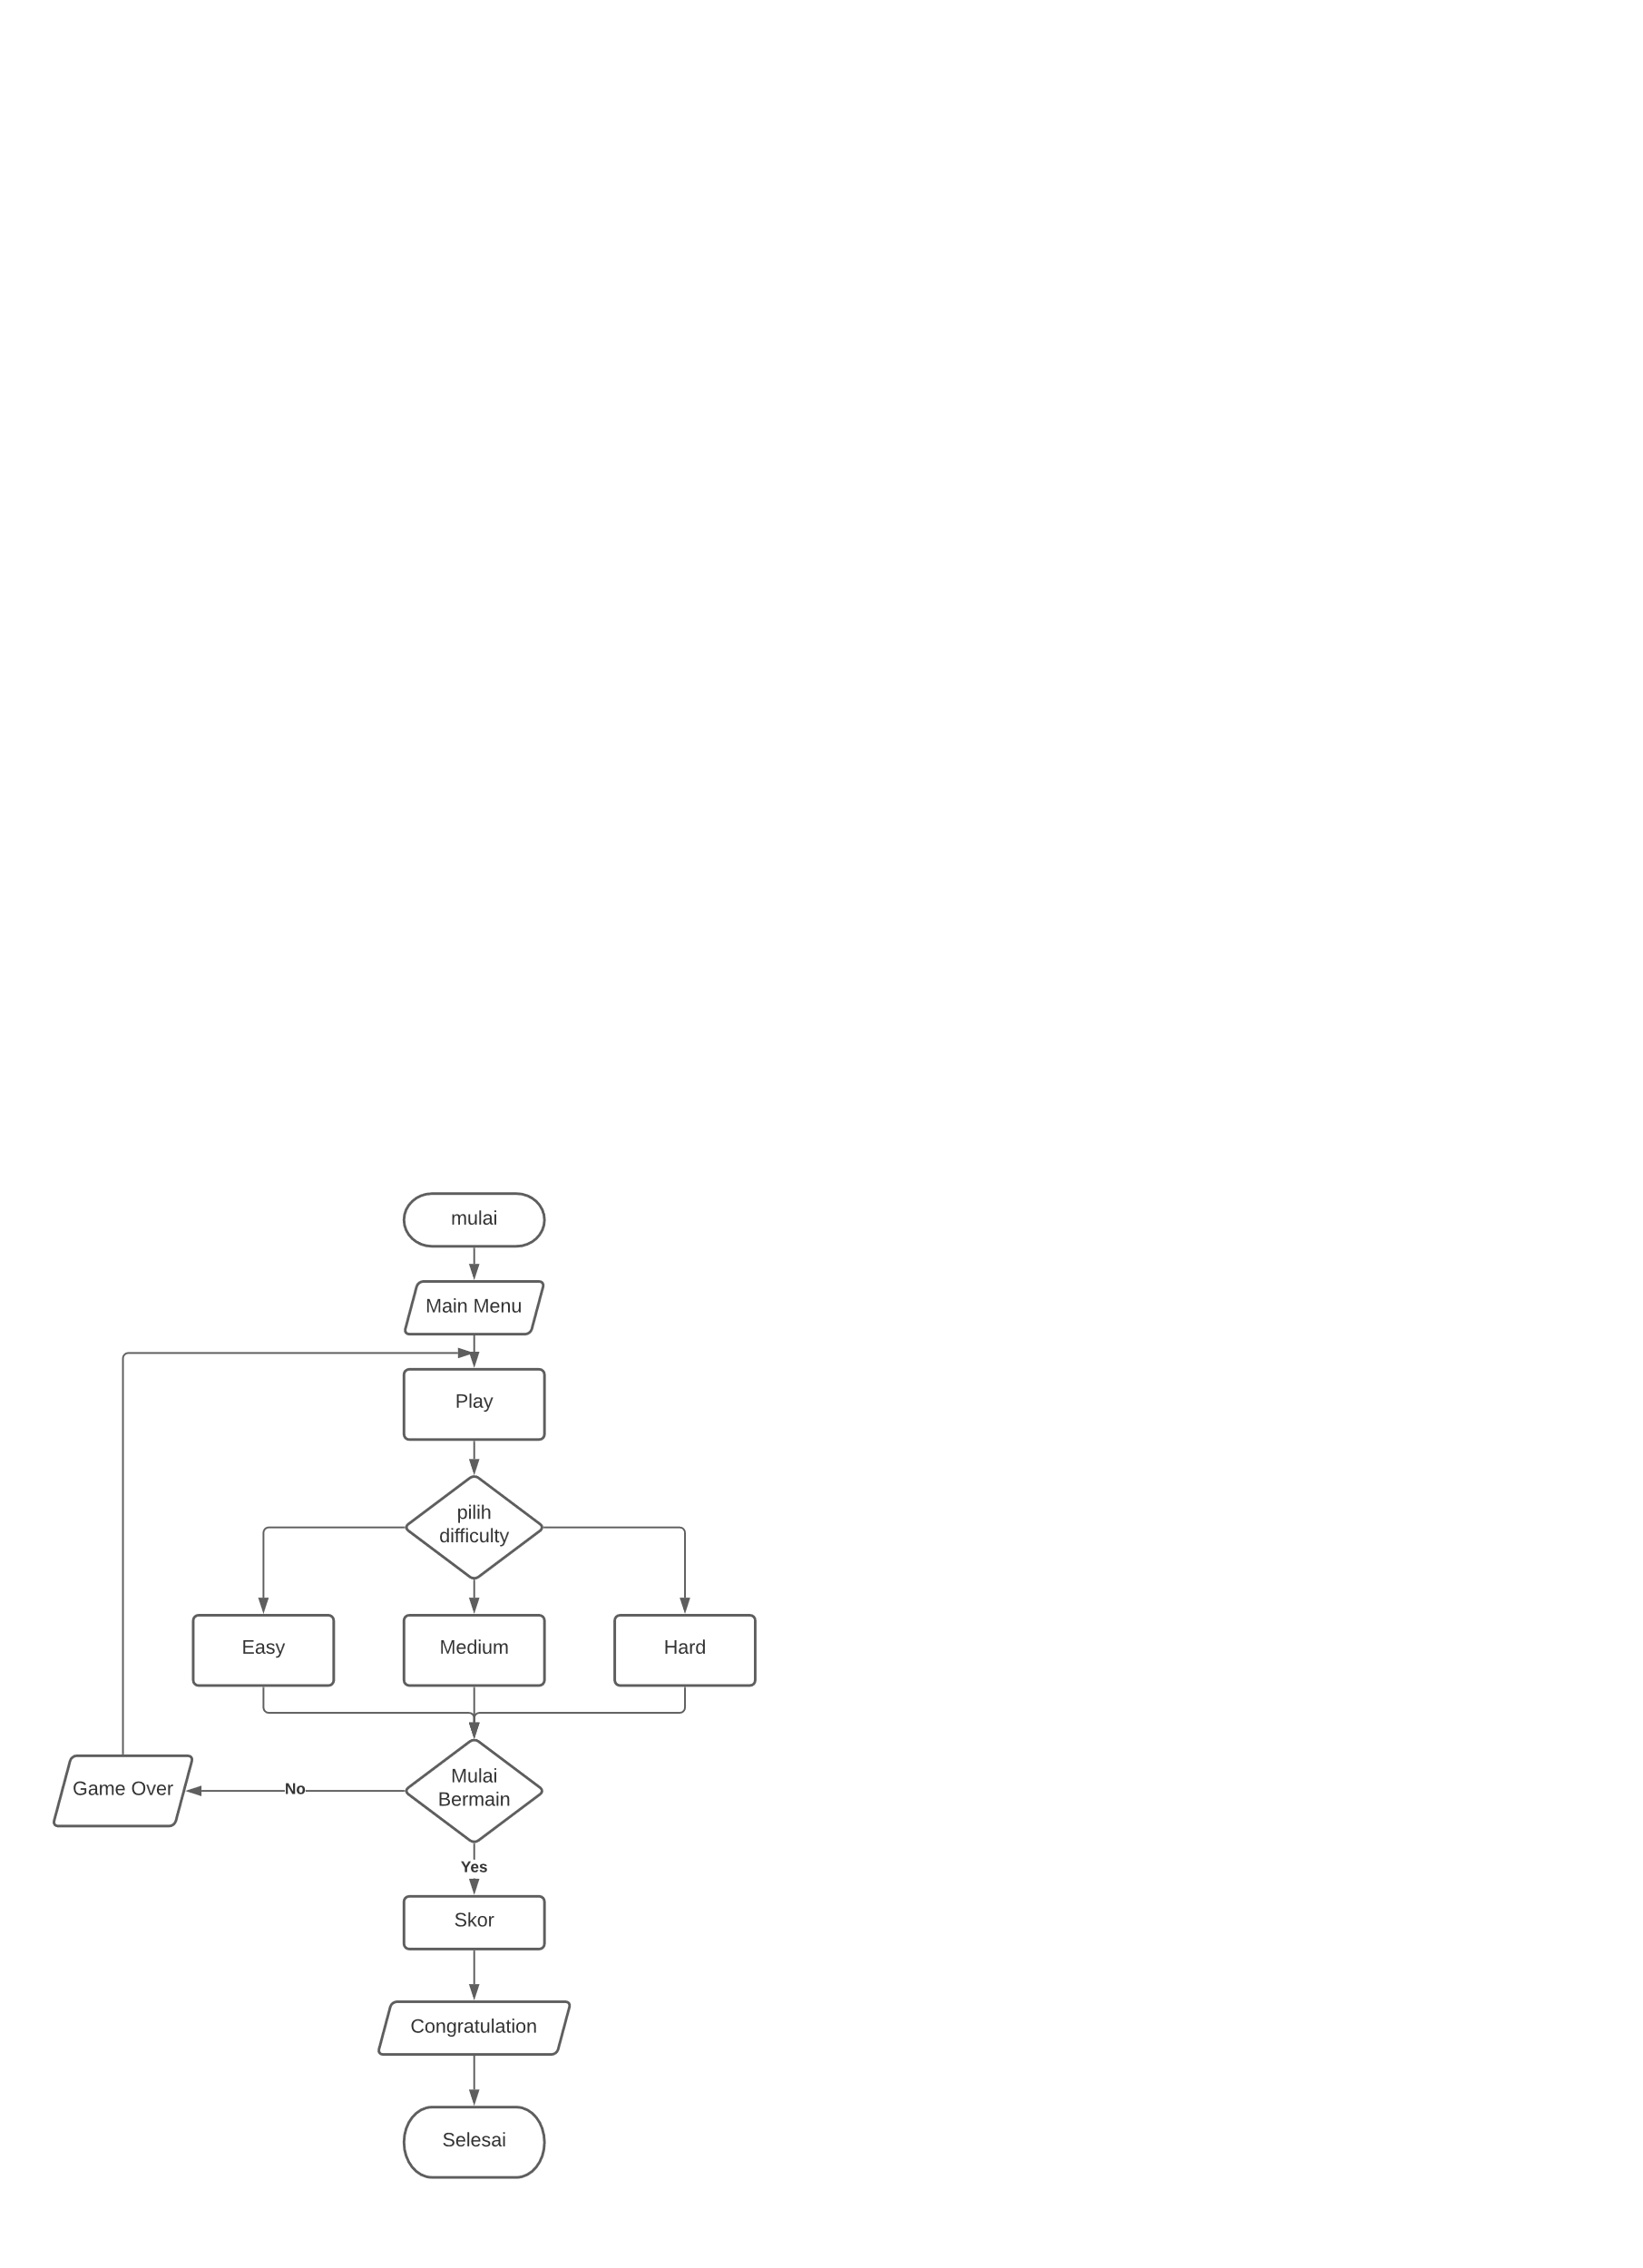 mulai
Main Menu
Play
pilih
difficulty
Easy
Medium
Hard
Game Over
No
Mulai
Bermain
Yes
Skor
Congratulation
Selesai